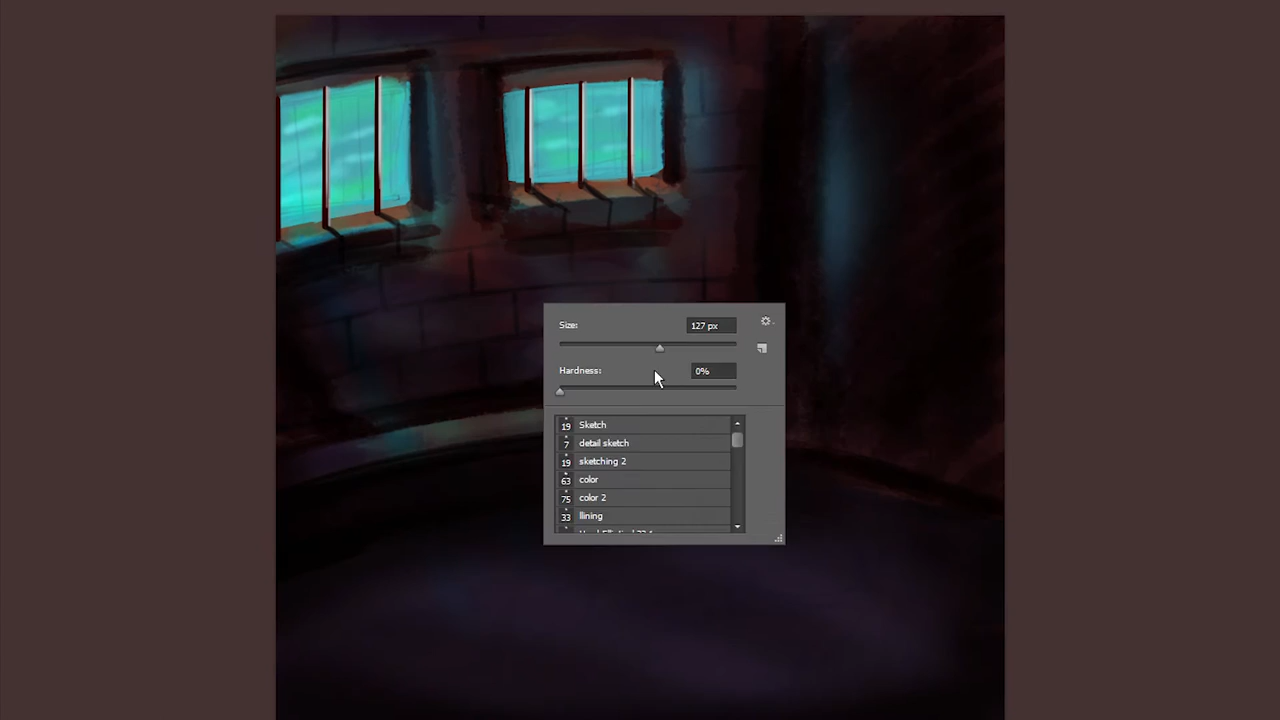 Size:
127 px
Hardness:
0%
19 Sketch
7 detail sketch
19 sketching 2
63 color
75 color 2
33 llining